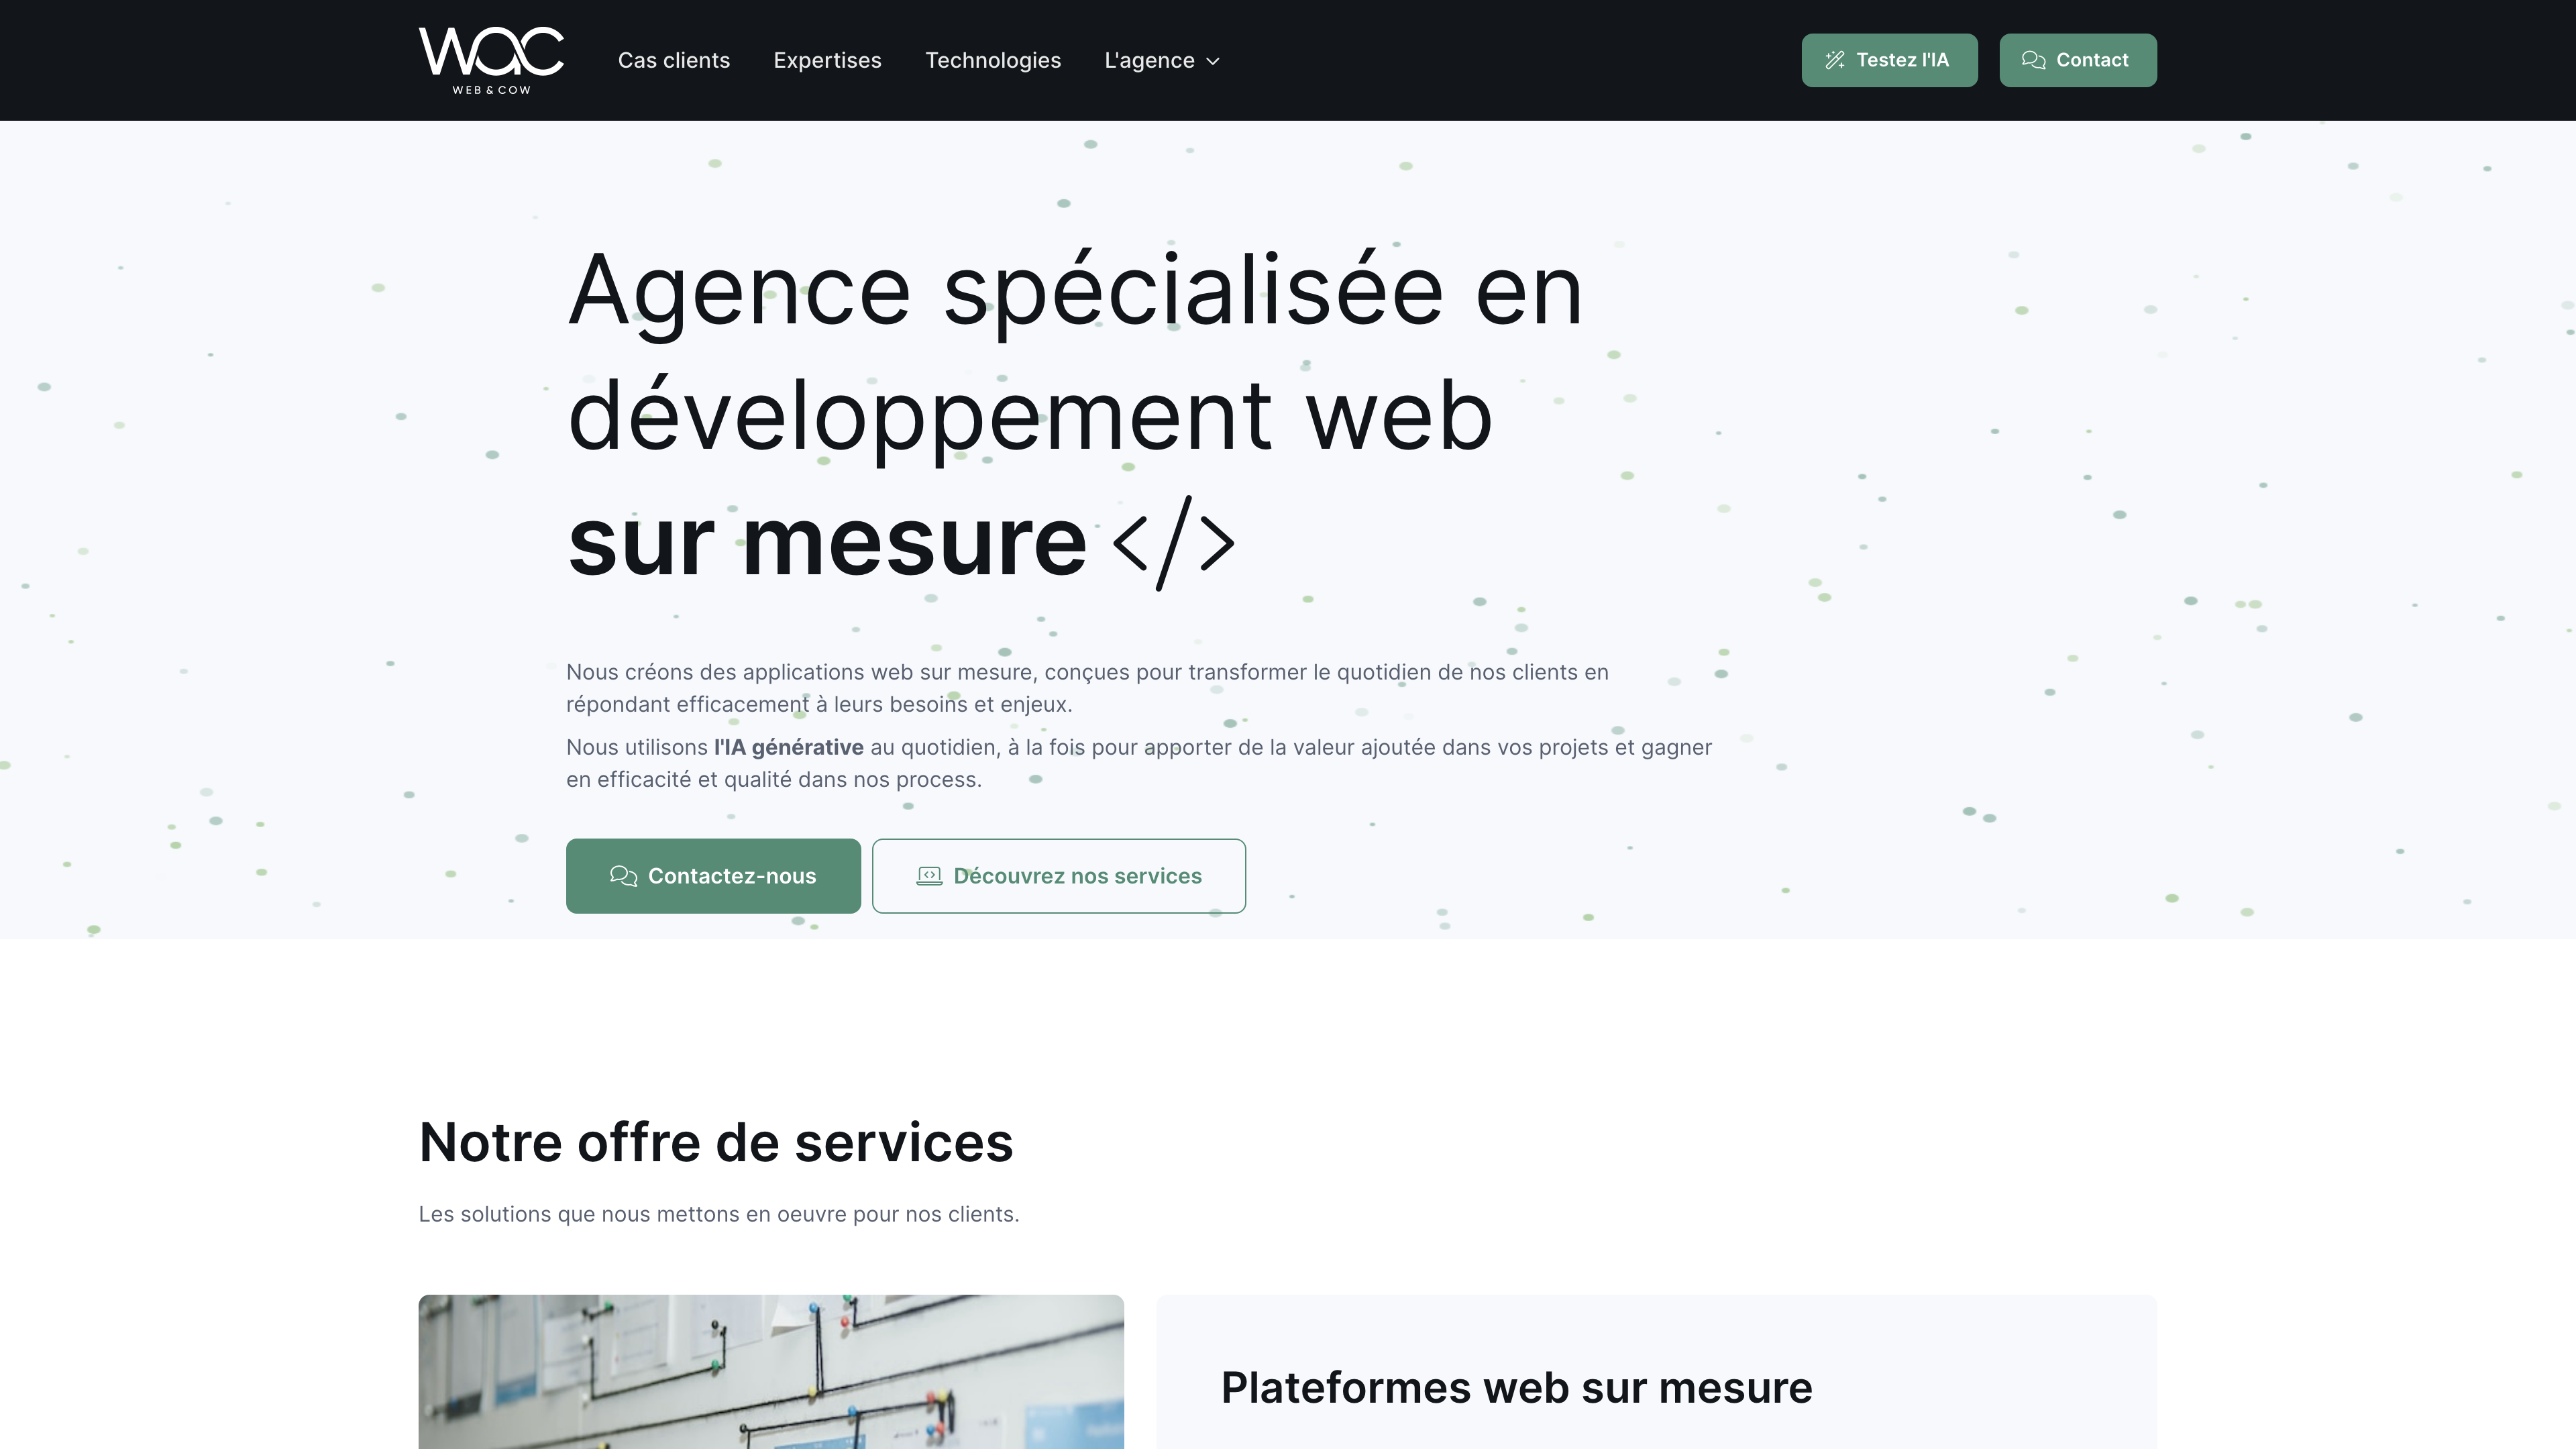 WAC
WEB & COW
Cas clients
Expertises
Technologies
L'agence
Testez l'IA
Contact
Agence spécialisée en
développement web
sur mesure </>
Nous créons des applications web sur mesure, conçues pour transformer le quotidien de nos clients en
répondant efficacement à leurs besoins et enjeux.
Nous utilisons l'IA générative au quotidien, à la fois pour apporter de la valeur ajoutée dans vos projets et gagner
en efficacité et qualité dans nos process.
Contactez-nous
Découvrez nos services
Notre offre de services
Les solutions que nous mettons en oeuvre pour nos clients.
Plateformes web sur mesure